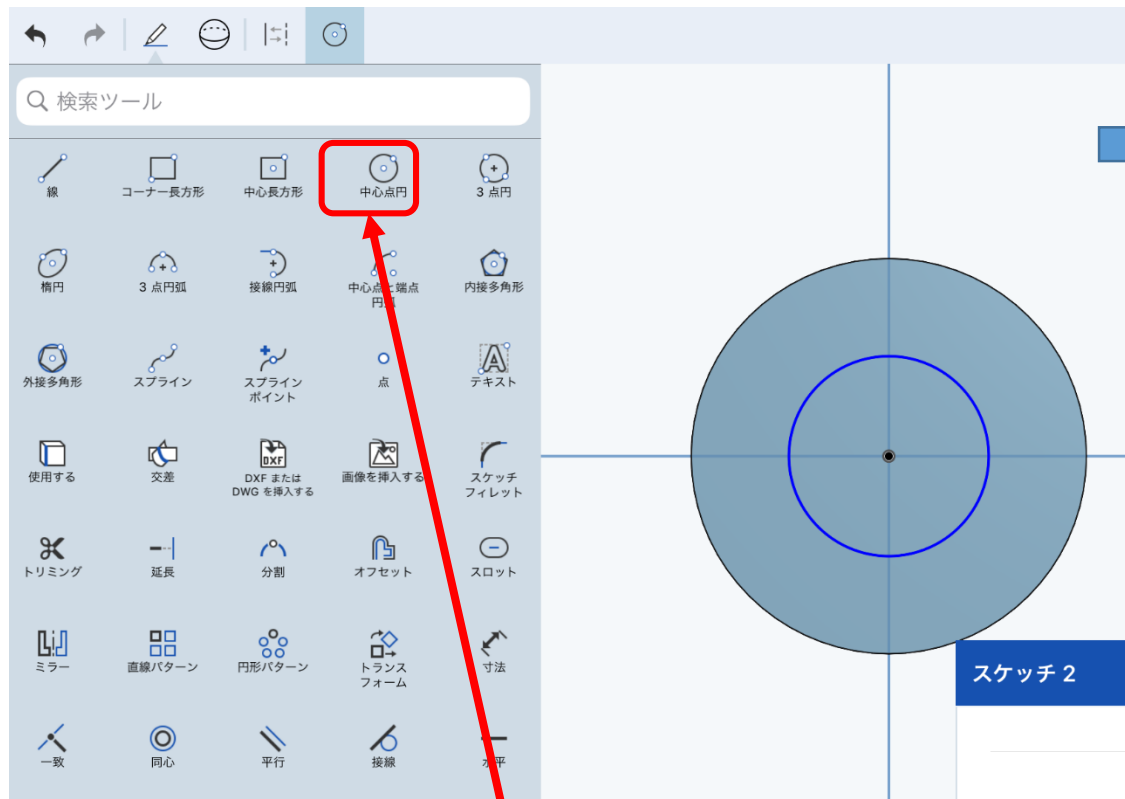 検索ツール
線
コーナー長方形
中心長方形
中心点円
3 点円
楕円
3 点円弧
接線円弧
中心点と端点
円弧
内接多角形
外接多角形
スプライン
スプライン
ポイント
点
テキスト
使用する
交差
DXF
DXF または
DWG を挿入する
画像を挿入する
スケッチ
フィレット
トリミング
延長
分割
オフセット
スロット
ミラー
直線パターン
円形パターン
トランス
フォーム
寸法
一致
同心
平行
接線
水平
スケッチ 2